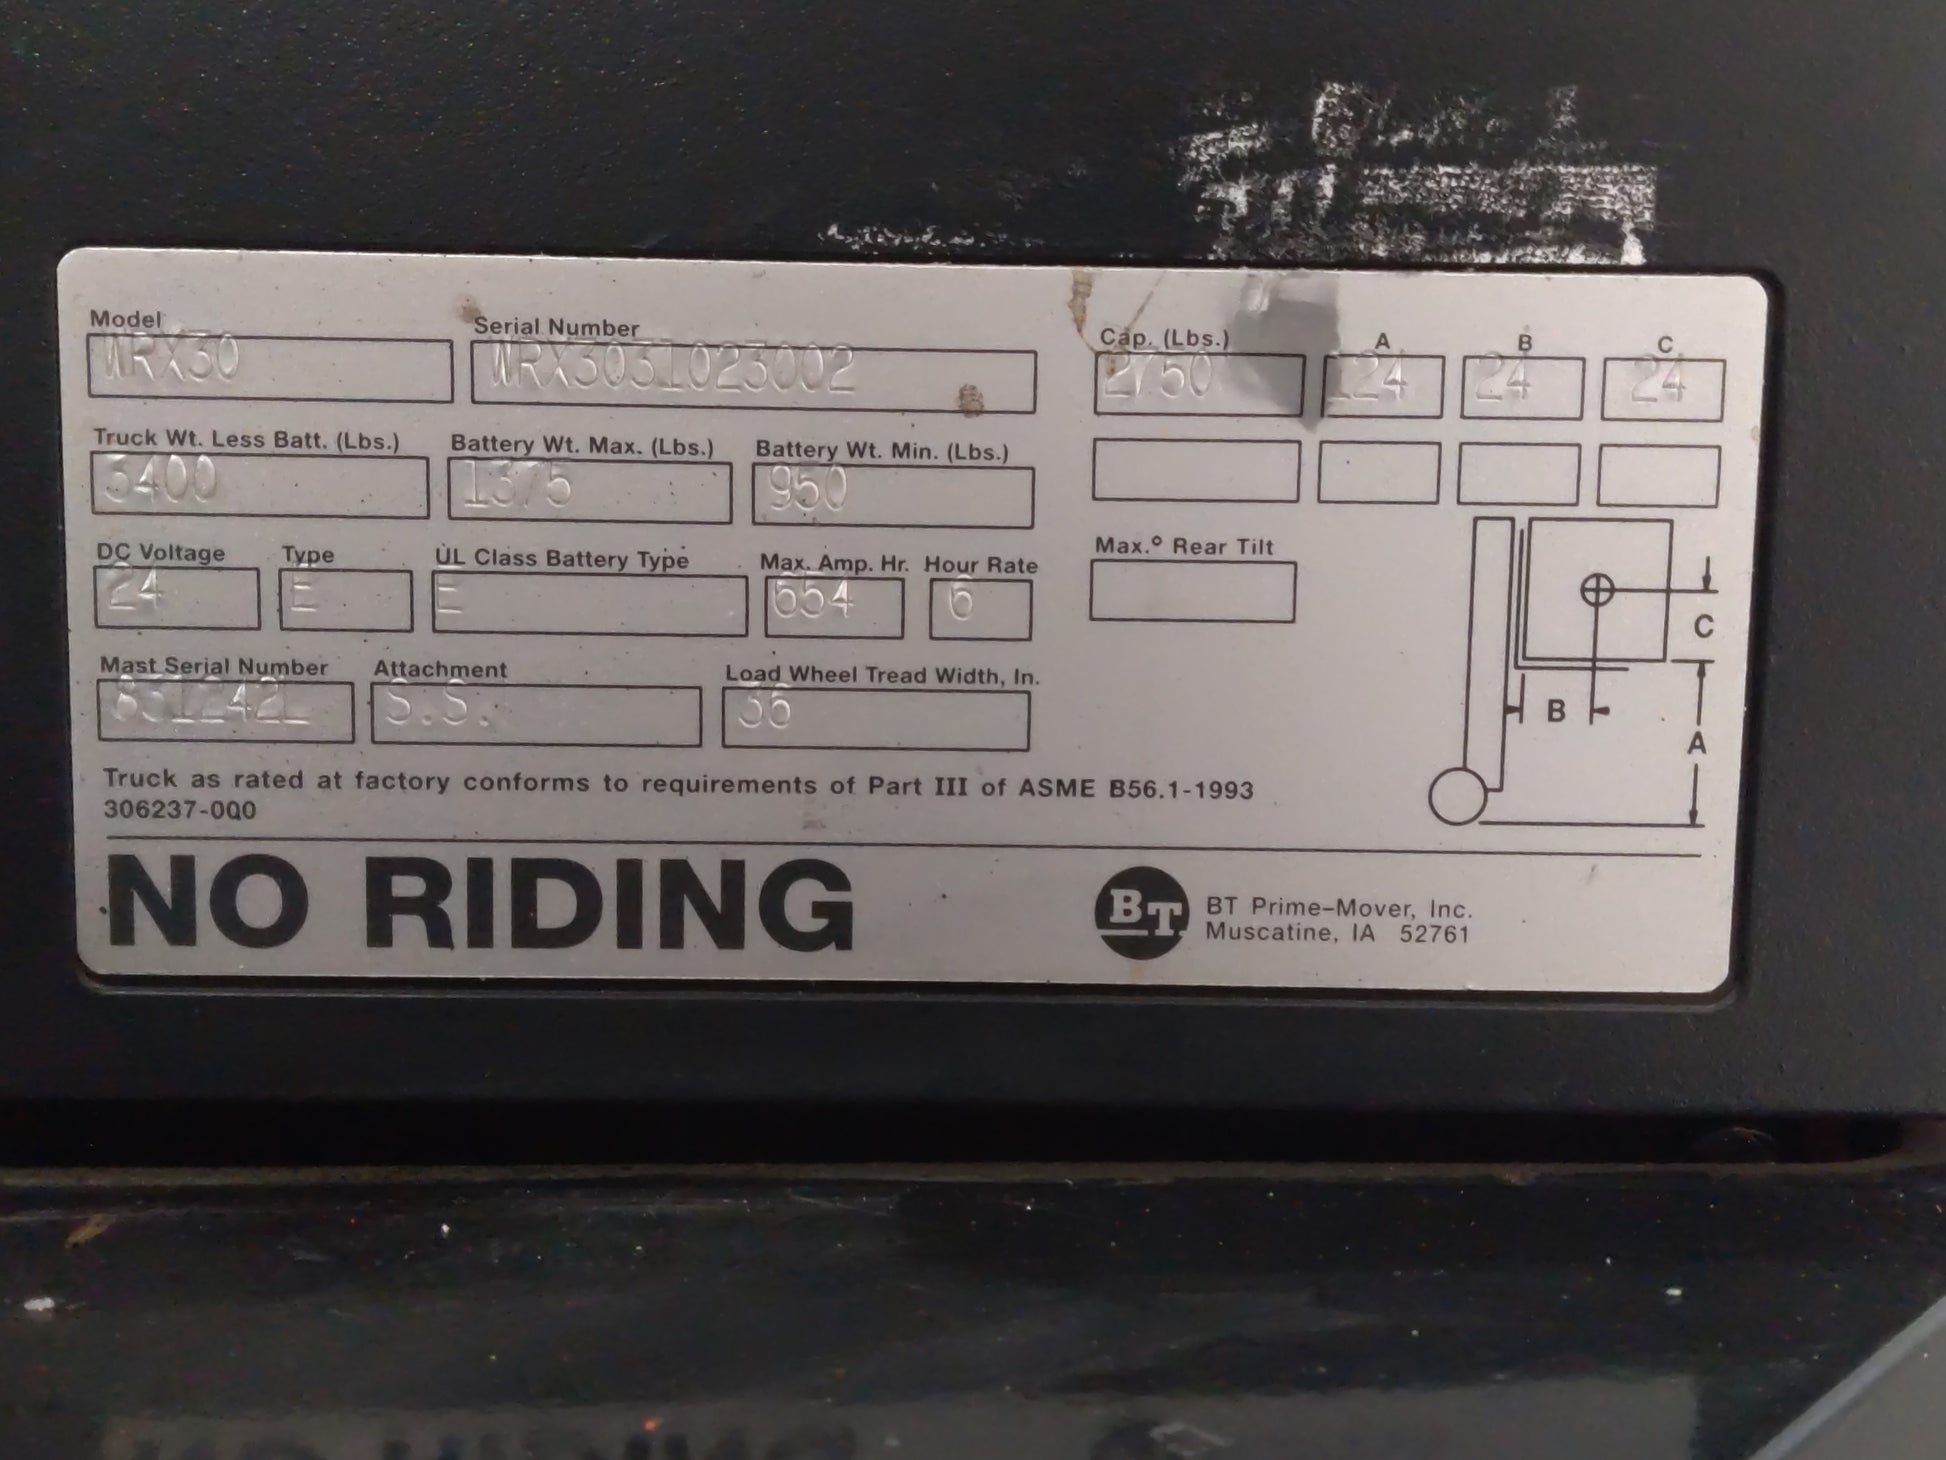 Model Serial Number Cap. (Lbs.) A B C
WRX30 WRX3031023002 2750 124 24 24
Truck Wt. Less Batt. (Lbs.) Battery Wt. Max. (Lbs.) Battery Wt. Min. (Lbs.)
3400 1375 950
DC Voltage Type UL Class Battery Type Max. Amp. Hr. Hour Rate Max.° Rear Tilt
24 E E 654 6
C
Mast Serial Number Attachment Load Wheel Tread Width, In.
S.S. 36
B
A
Truck as rated at factory conforms to requirements of Part III of ASME B56.1-1993
306237-000
NO RIDING
BT BT Prime-Mover, Inc.
Muscatine, IA 52761